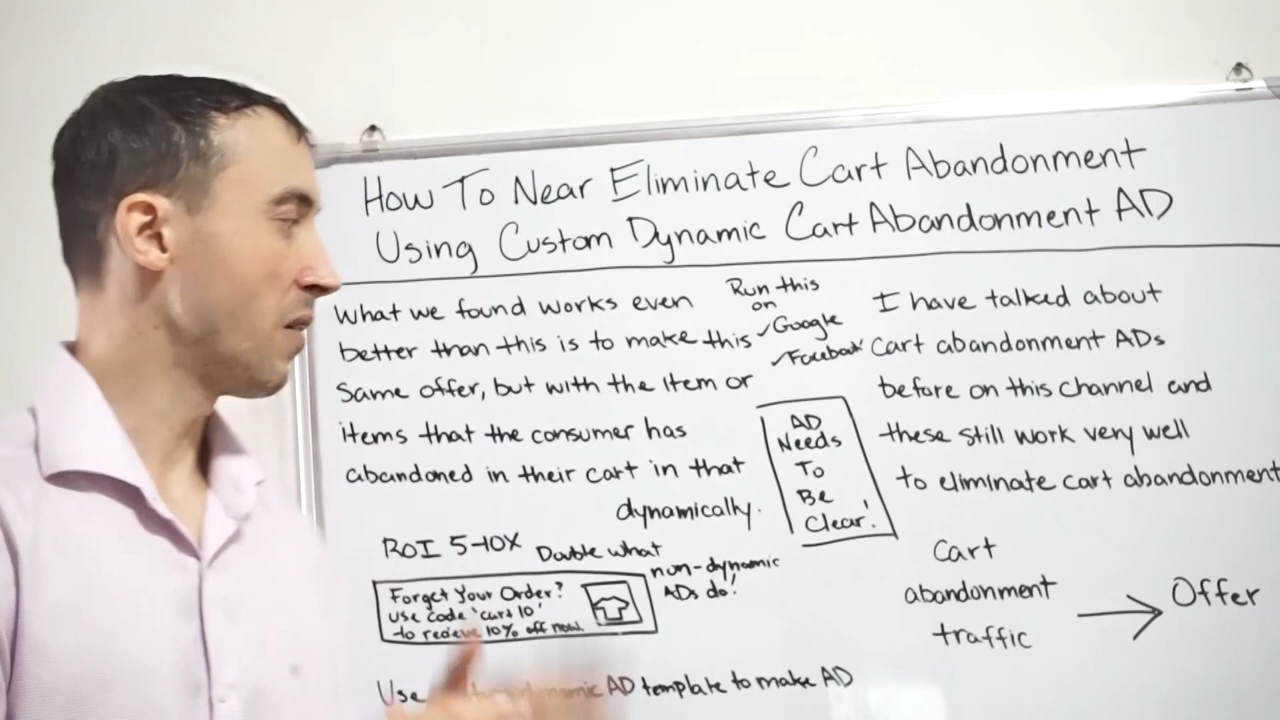 How To Near Eliminate Cart Abandonment
Using Custom Dynamic Cart Abandonment AD
What we found works even
better than this is to make this
same offer, but with the item or
items that the consumer has
abandoned in their cart in that
dynamically.
Run this
on
✓Google
✓Facebook
I have talked about
cart abandonment ADs
before on this channel and
these still work very well
to eliminate cart abandonment
AD
Needs
To
Be
Clear!
ROI 5-10X
Double what
non-dynamic
ADs do!
Forget Your Order?
Use code 'cart 10'
to recieve 10% off now.
Cart
abandonment
traffic
→ Offer
Use dynamic AD template to make AD